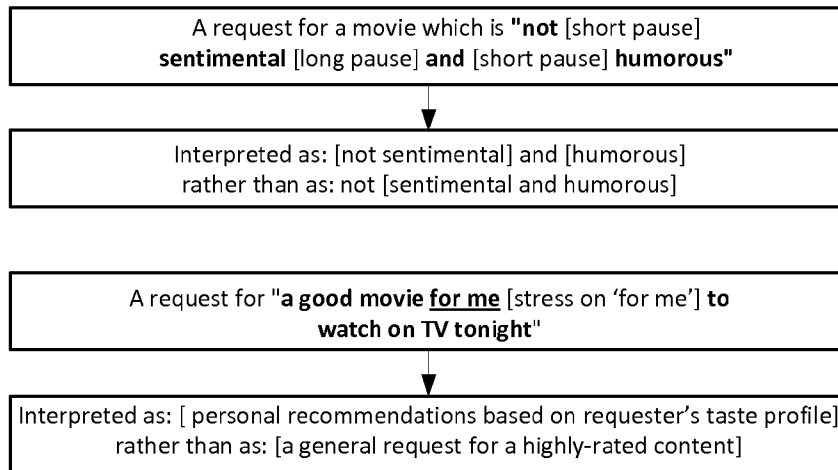 A request for a movie which is "not [short pause]
sentimental [long pause] and [short pause] humorous"
Interpreted as: [not sentimental] and [humorous]
rather than as: not [sentimental and humorous]
A request for "a good movie for me [stress on ‘for me’] to
watch on TV tonight"
Interpreted as: [ personal recommendations based on requester’s taste profile]
rather than as: [a general request for a highly-rated content]